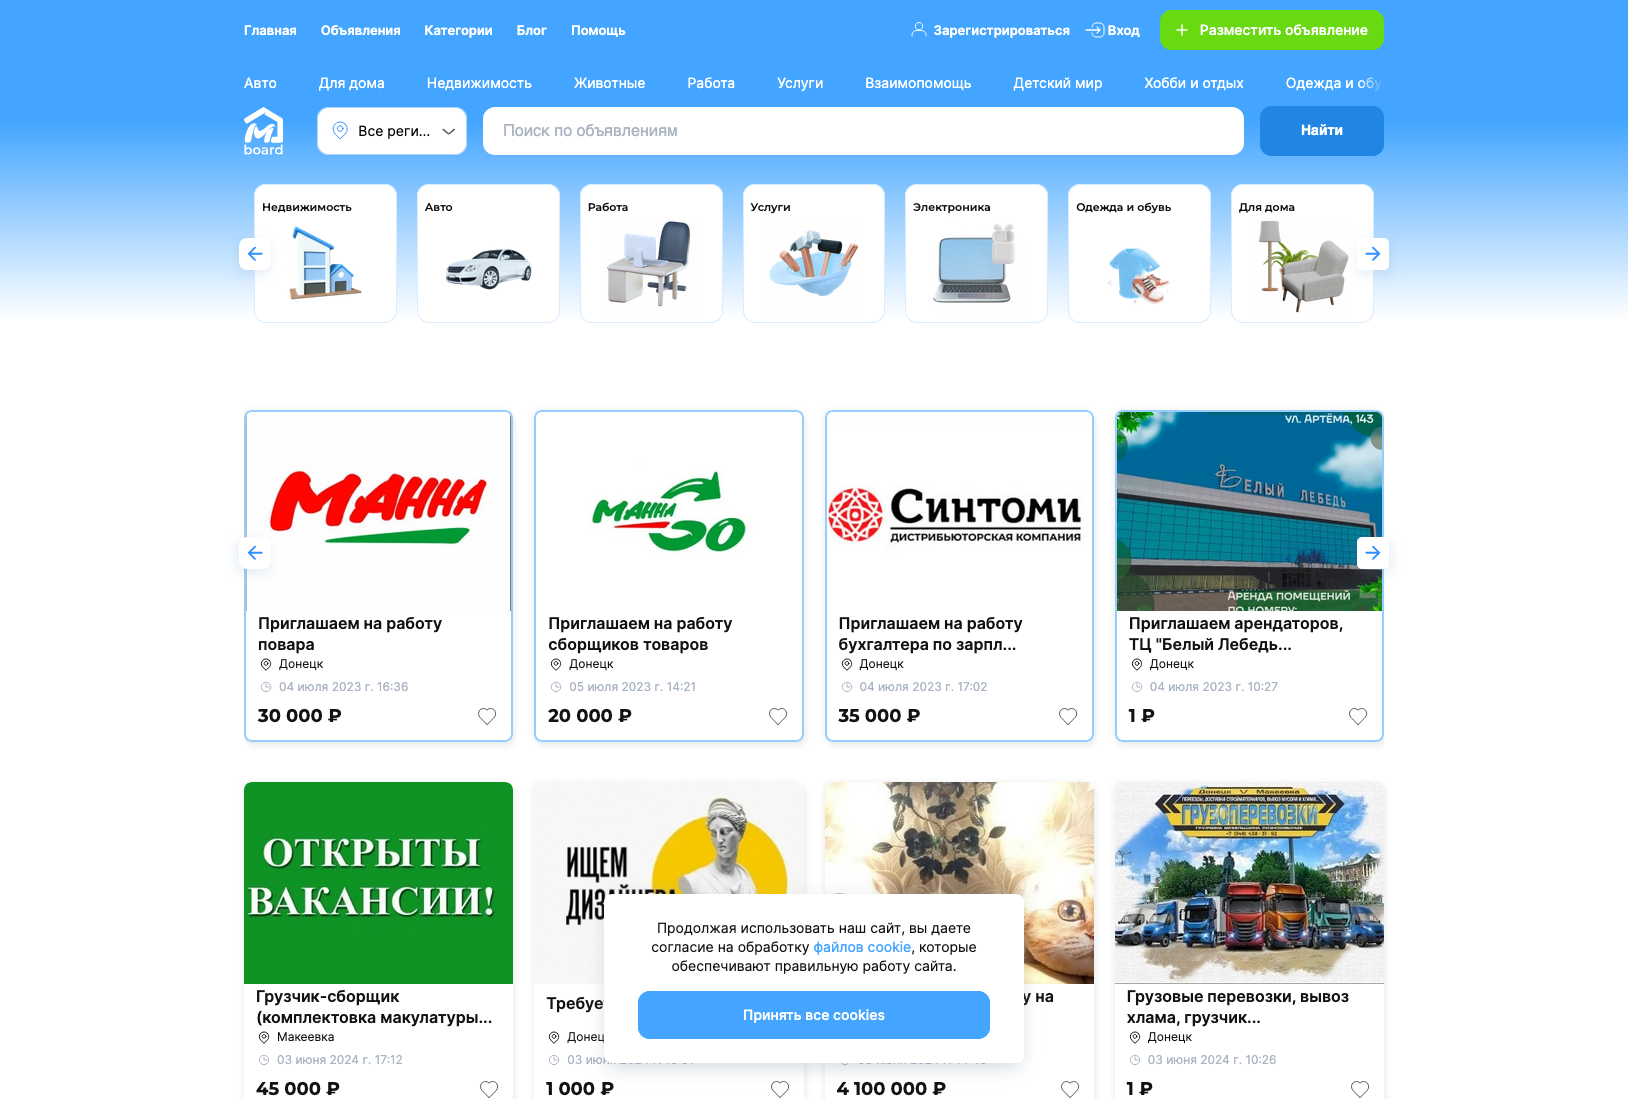 Главная Объявления Категории Блог Помощь Зарегистрироваться Вход + Разместить объявление
Авто Для дома Недвижимость Животные Работа Услуги Взаимопомощь Детский мир Хобби и отдых Одежда и обу
board
Все реги... Поиск по объявлениям Найти
Недвижимость Авто Работа Услуги Электроника Одежда и обувь Для дома
МАННА
МАННА GO
СИНТОМИ
ДИСТРИБЬЮТОРСКАЯ КОМПАНИЯ
УЛ. АРТЁМА, 143
БЕЛЫЙ ЛЕБЕДЬ
АРЕНДА ПОМЕЩЕНИЙ
ПО НОМЕРУ:
Приглашаем на работу
повара
Донецк
04 июля 2023 г. 16:36
30 000 ₽
Приглашаем на работу
сборщиков товаров
Донецк
05 июля 2023 г. 14:21
20 000 ₽
Приглашаем на работу
бухгалтера по зарпл...
Донецк
04 июля 2023 г. 17:02
35 000 ₽
Приглашаем арендаторов,
ТЦ "Белый Лебедь...
Донецк
04 июля 2023 г. 10:27
1 ₽
ОТКРЫТЫ
ВАКАНСИИ!
Грузчик-сборщик
(комплектовка макулатуры...
Макеевка
03 июня 2024 г. 17:12
45 000 ₽
ИЩЕМ
ДИЗАЙНЕРА
Требуе
Донец
03 июн
1 000 ₽
у на
4 100 000 ₽
Донецк V Макеевка
ГРУЗОПЕРЕВОЗКИ
Грузовые перевозки, вывоз
хлама, грузчик...
Донецк
03 июня 2024 г. 10:26
1 ₽
Продолжая использовать наш сайт, вы даете
согласие на обработку файлов cookie, которые
обеспечивают правильную работу сайта.
Принять все cookies